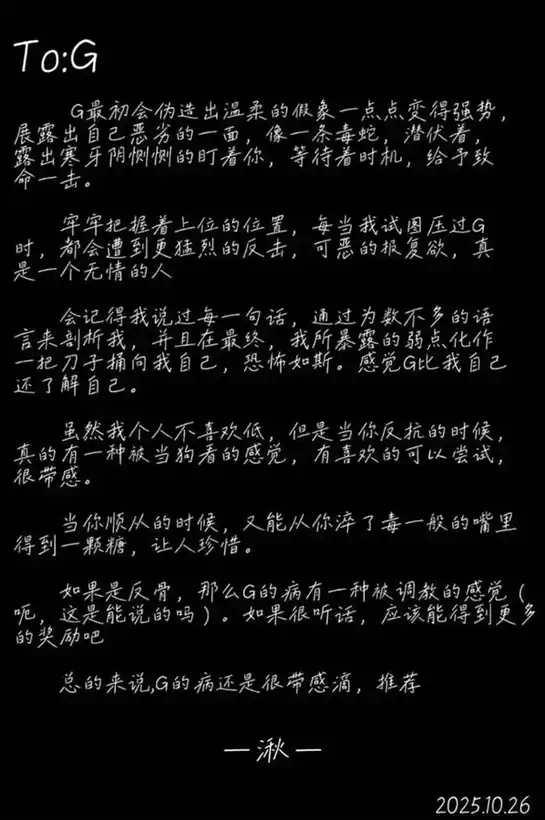 To:G
G最初会伪造出温柔的假象一点点变得强势，
展露出自己恶劣的一面，像一条毒蛇，潜伏着，
露出寒牙阴恻恻的盯着你，等待着时机，给予致
命一击。
牢牢把握着上位的位置，每当我试图压过G
时，都会遭到更猛烈的反击，可恶的报复欲，真
是一个无情的人
会记得我说过每一句话，通过为数不多的语
言来剖析我，并且在最终，我所暴露的弱点化作
一把刀子捅向我自己，恐怖如斯。感觉G比我自己
还了解自己。
虽然我个人不喜欢低，但是当你反抗的时候，
真的有一种被当狗看的感觉，有喜欢的可以尝试，
很带感。
当你顺从的时候，又能从你淬了毒一般的嘴里
得到一颗糖，让人珍惜。
如果是反骨，那么G的病有一种被调教的感觉（
呃，这是能说的吗）。如果很听话，应该能得到更多
的奖励吧
总的来说,G的病还是很带感滴，推荐
— 湫 —
2025.10.26